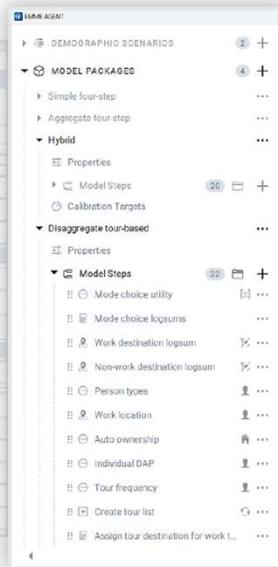 EMME AGENT
DEMOGRAPHIC SCENARIOS 2
MODEL PACKAGES 4
Simple four-step
Aggregate four-step
Hybrid
Properties
Model Steps 20
Calibration Targets
Disaggregate tour-based
Properties
Model Steps 32
Mode choice utility
Mode choice logsums
Work destination logsum
Non-work destination logsum
Person types
Work location
Auto ownership
Individual DAP
Tour frequency
Create tour list
Assign tour destination for work t...